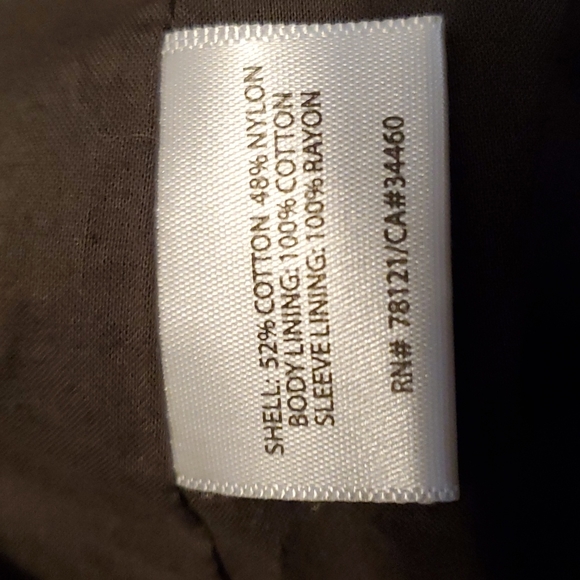 SHELL: 52% COTTON 48% NYLON
BODY LINING: 100% COTTON
SLEEVE LINING: 100% RAYON
RN# 78121/CA#34460